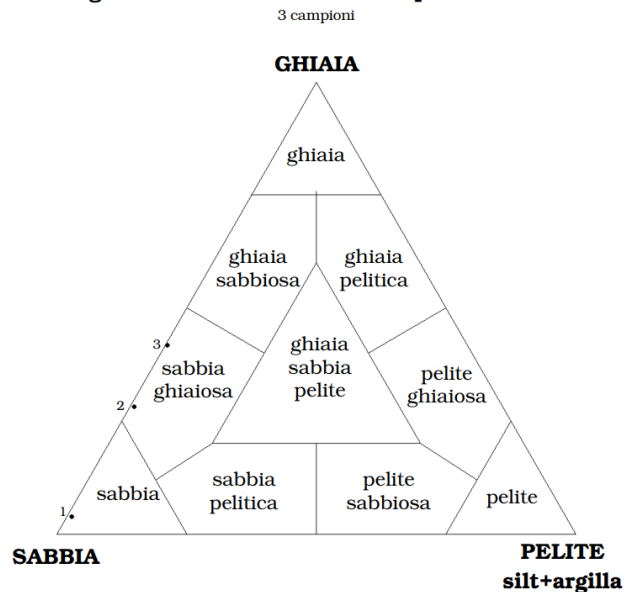 3 campioni
GHIAIA
ghiaia
ghiaia
sabbiosa
ghiaia
pelitica
3
sabbia
ghiaiosa
ghiaia
sabbia
pelite
pelite
ghiaiosa
2
1
sabbia
sabbia
pelitica
pelite
sabbiosa
pelite
SABBIA
PELITE
silt+argilla